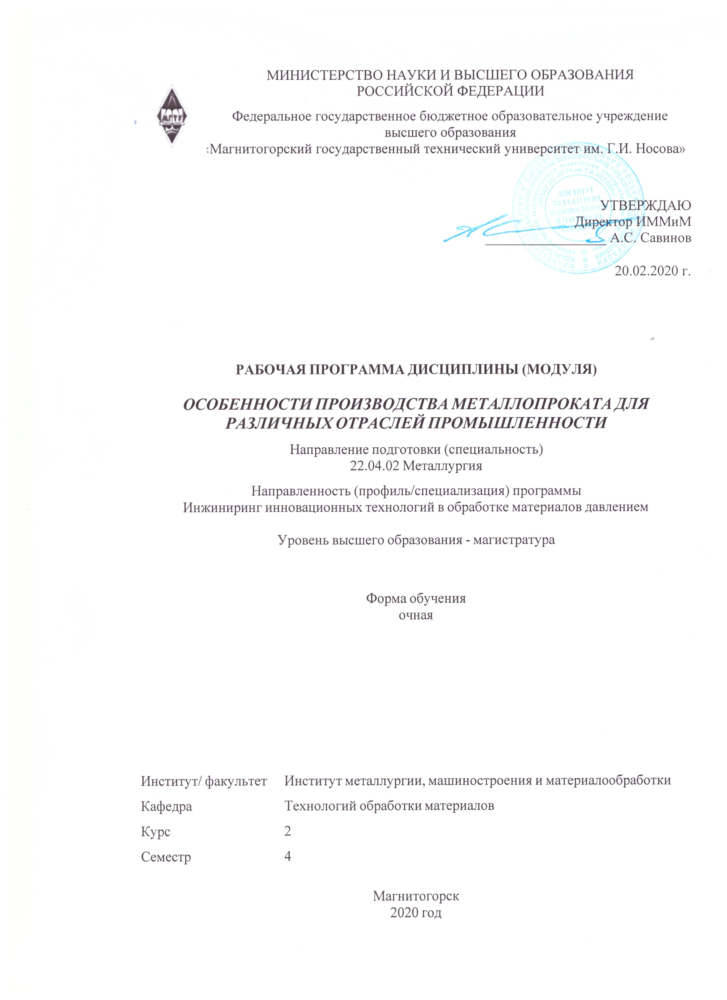 МИНИСТЕРСТВО НАУКИ И ВЫСШЕГО ОБРАЗОВАНИЯ
РОССИЙСКОЙ ФЕДЕРАЦИИ
Федеральное государственное бюджетное образовательное учреждение
высшего образования
«Магнитогорский государственный технический университет им. Г.И. Носова»
УТВЕРЖДАЮ
Директор ИММиМ
А.С. Савинов
20.02.2020 г.
РАБОЧАЯ ПРОГРАММА ДИСЦИПЛИНЫ (МОДУЛЯ)
ОСОБЕННОСТИ ПРОИЗВОДСТВА МЕТАЛЛОПРОКАТА ДЛЯ
РАЗЛИЧНЫХ ОТРАСЛЕЙ ПРОМЫШЛЕННОСТИ
Направление подготовки (специальность)
22.04.02 Металлургия
Направленность (профиль/специализация) программы
Инжиниринг инновационных технологий в обработке материалов давлением
Уровень высшего образования - магистратура
Форма обучения
очная
Институт/ факультет Институт металлургии, машиностроения и материалообработки
Кафедра Технологий обработки материалов
Курс 2
Семестр 4
Магнитогорск
2020 год